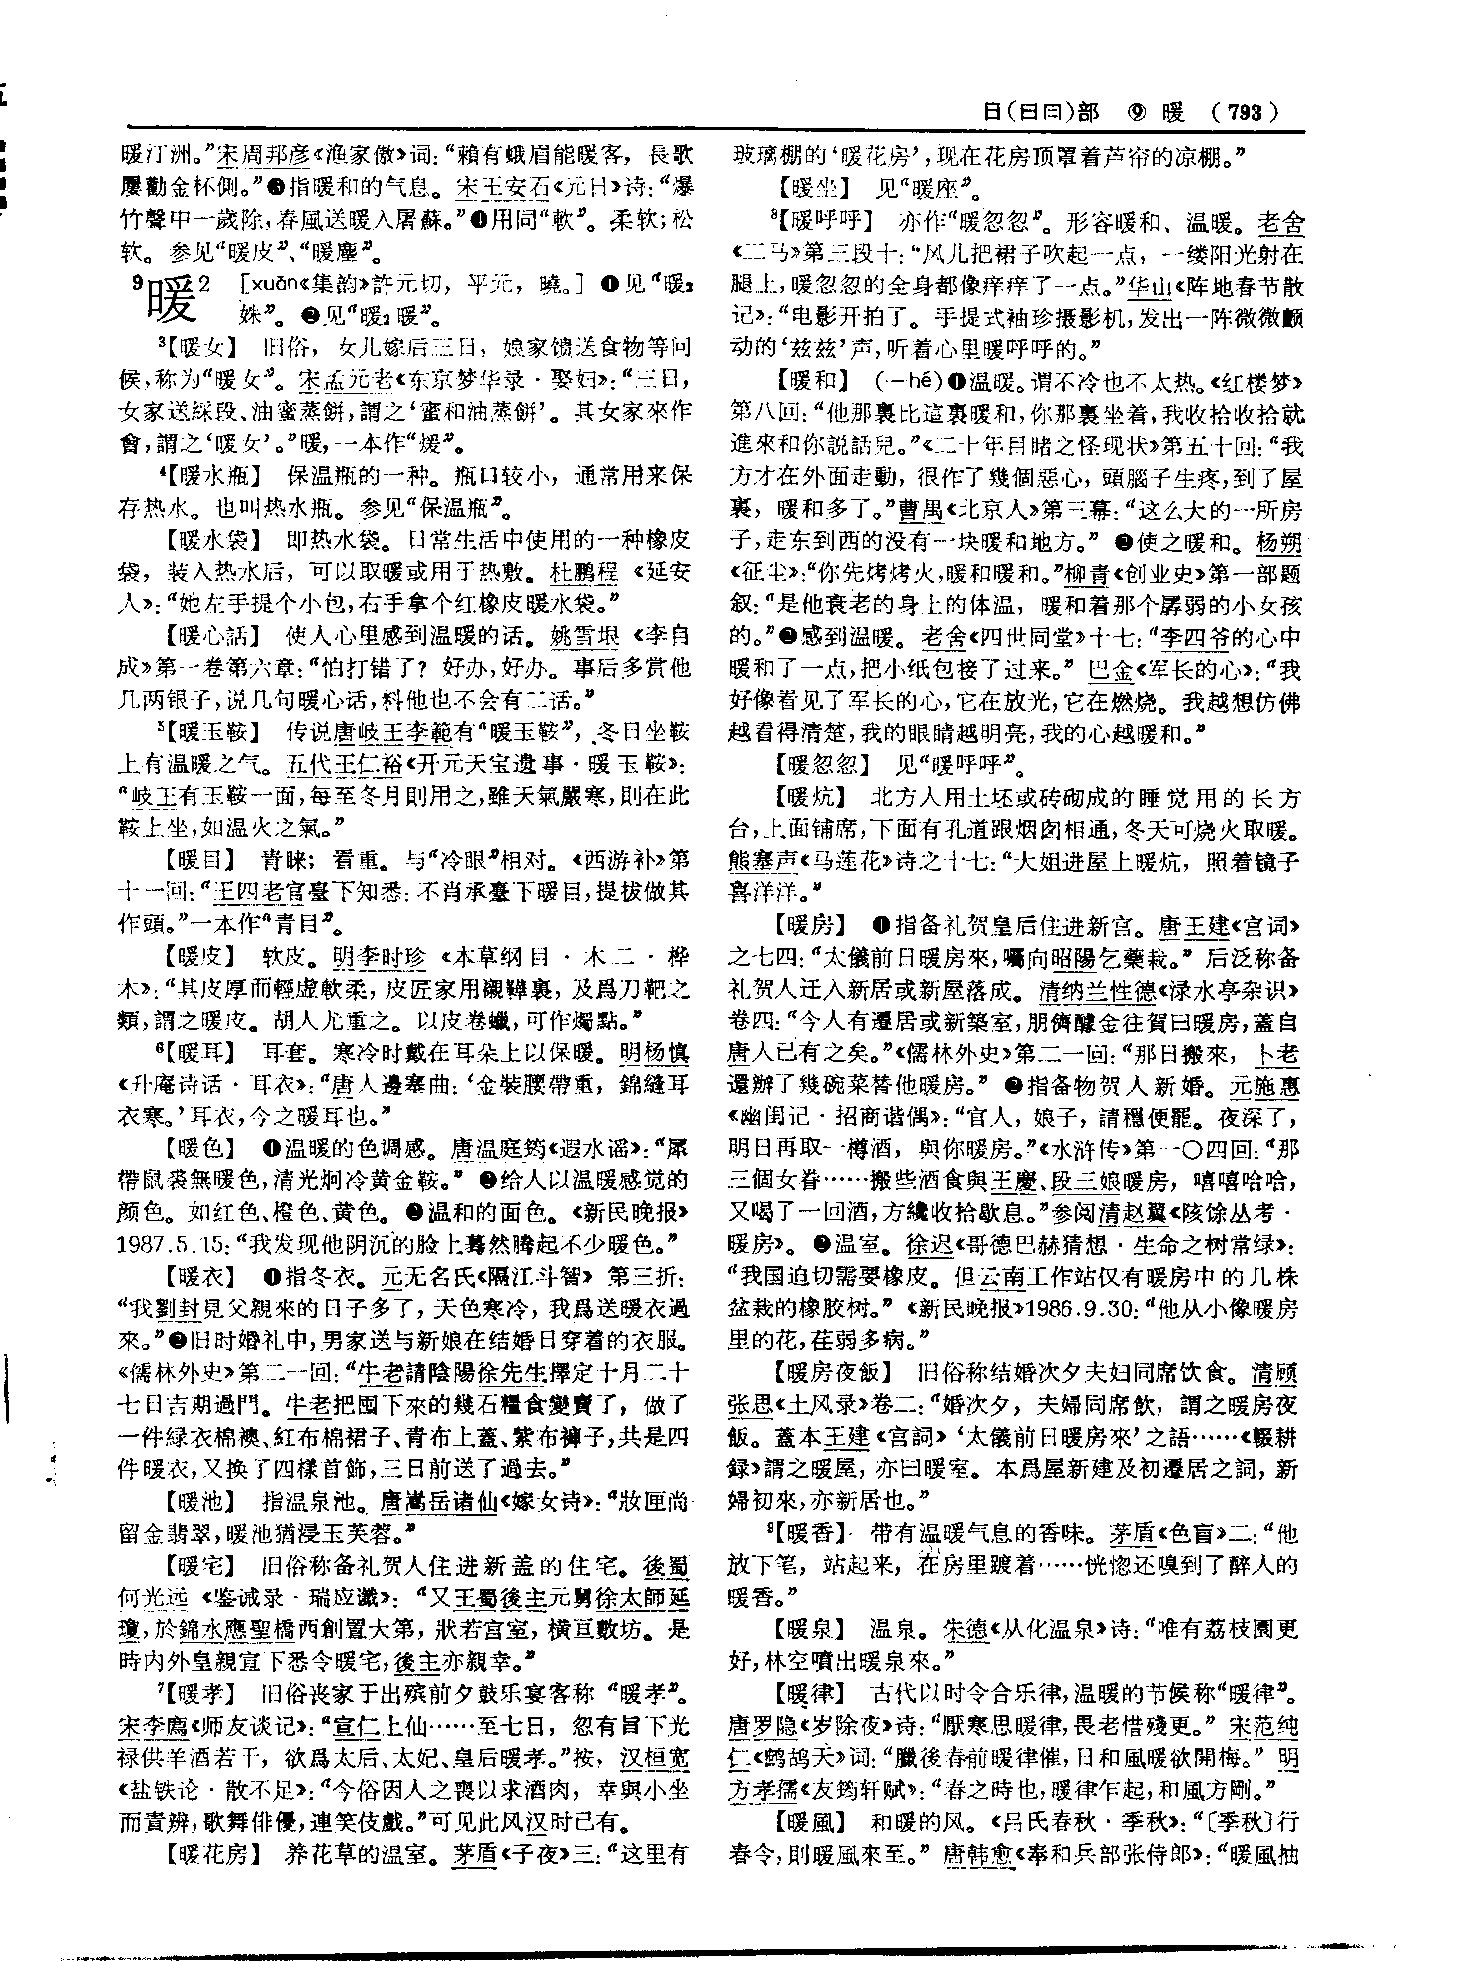 日(曰冃)部 ⑨ 暖 (793)
暖汀洲。”宋周邦彦《渔家傲》词：“賴有蛾眉能暖客，長歌
屢勸金杯側。”❸指暖和的气息。宋王安石《元日》诗：“爆
竹聲中一歲除，春風送暖入屠蘇。”❹用同“軟”。柔软；松
软。参见“暖皮”、“暖塵”。
9暖2 [xuān《集韵》許元切，平元，曉。] ❶见“暖2
姝”。❷见“暖2暖”。
3【暖女】 旧俗，女儿嫁后三日，娘家馈送食物等问
候，称为“暖女”。宋孟元老《东京梦华录·娶妇》：“三日，
女家送綵段、油蜜蒸餅，謂之‘蜜和油蒸餅’。其女家來作
會，謂之‘暖女’。”暖，一本作“煖”。
4【暖水瓶】 保温瓶的一种。瓶口较小，通常用来保
存热水。也叫热水瓶。参见“保温瓶”。
【暖水袋】 即热水袋。日常生活中使用的一种橡皮
袋，装入热水后，可以取暖或用于热敷。杜鹏程《延安
人》：“她左手提个小包，右手拿个红橡皮暖水袋。”
【暖心話】 使人心里感到温暖的话。姚雪垠《李自
成》第一卷第六章：“怕打错了？好办，好办。事后多赏他
几两银子，说几句暖心话，料他也不会有二话。”
5【暖玉鞍】 传说唐岐王李範有“暖玉鞍”，冬日坐鞍
上有温暖之气。五代王仁裕《开元天宝遗事·暖玉鞍》：
“岐王有玉鞍一面，每至冬月則用之，雖天氣嚴寒，則在此
鞍上坐，如温火之氣。”
【暖目】 青睐；看重。与“冷眼”相对。《西游补》第
十一回：“王四老官臺下知悉：不肖承臺下暖目，提拔做其
作頭。”一本作“青目”。
【暖皮】 软皮。明李时珍《本草纲目·木二·桦
木》：“其皮厚而輕虚軟柔，皮匠家用襯鞾裏，及爲刀靶之
類，謂之暖皮。胡人尤重之。以皮卷蠟，可作燭點。”
6【暖耳】 耳套。寒冷时戴在耳朵上以保暖。明杨慎
《升庵诗话·耳衣》：“唐人邊塞曲：‘金裝腰帶重，錦縫耳
衣寒。’耳衣，今之暖耳也。”
【暖色】 ❶温暖的色调感。唐温庭筠《遐水谣》：“犀
帶鼠裘無暖色，清光炯冷黄金鞍。”❷给人以温暖感觉的
颜色。如红色、橙色、黄色。❸温和的面色。《新民晚报》
1987.5.15：“我发现他阴沉的脸上蓦然腾起不少暖色。”
【暖衣】 ❶指冬衣。元无名氏《隔江斗智》第三折：
“我劉封見父親來的日子多了，天色寒冷，我爲送暖衣過
來。”❷旧时婚礼中，男家送与新娘在结婚日穿着的衣服。
《儒林外史》第二一回：“牛老請陰陽徐先生擇定十月二十
七日吉期過門。牛老把囤下來的幾石糧食變賣了，做了
一件緑衣棉襖、紅布棉裙子、青布上蓋、紫布褲子，共是四
件暖衣，又换了四樣首飾，三日前送了過去。”
【暖池】 指温泉池。唐嵩岳诸仙《嫁女诗》：“妝匣尚
留金翡翠，暖池猶浸玉芙蓉。”
【暖宅】 旧俗称备礼贺人住进新盖的住宅。後蜀
何光远《鉴诫录·瑞应谶》：“又王蜀後主元舅徐太師延
瓊，於錦水應聖橋西創置大第，狀若宫室，横亘數坊。是
時内外皇親宣下悉令暖宅，後主亦親幸。”
7【暖孝】 旧俗丧家于出殡前夕鼓乐宴客称“暖孝”。
宋李廌《师友谈记》：“宣仁上仙……至七日，忽有旨下光
禄供羊酒若干，欲爲太后、太妃、皇后暖孝。”按，汉桓宽
《盐铁论·散不足》：“今俗因人之喪以求酒肉，幸與小坐
而責辨，歌舞俳優，連笑伎戲。”可见此风汉时已有。
【暖花房】 养花草的温室。茅盾《子夜》三：“这里有
玻璃棚的‘暖花房’，现在花房顶罩着芦帘的凉棚。”
【暖坐】 见“暖座”。
8【暖呼呼】 亦作“暖忽忽”。形容暖和、温暖。老舍
《二马》第三段十：“风儿把裙子吹起一点，一缕阳光射在
腿上，暖忽忽的全身都像痒痒了一点。”华山《阵地春节散
记》：“电影开拍了。手提式袖珍摄影机，发出一阵微微颤
动的‘兹兹’声，听着心里暖呼呼的。”
【暖和】 (—hé)❶温暖。谓不冷也不太热。《红楼梦》
第八回：“他那裏比這裏暖和，你那裏坐着，我收拾收拾就
進來和你説話兒。”《二十年目睹之怪现状》第五十回：“我
方才在外面走動，很作了幾個惡心，頭腦子生疼，到了屋
裏，暖和多了。”曹禺《北京人》第三幕：“这么大的一所房
子，走东到西的没有一块暖和地方。”❷使之暖和。杨朔
《征尘》：“你先烤烤火，暖和暖和。”柳青《创业史》第一部题
叙：“是他衰老的身上的体温，暖和着那个孱弱的小女孩
的。”❸感到温暖。老舍《四世同堂》十七：“李四爷的心中
暖和了一点，把小纸包接了过来。”巴金《军长的心》：“我
好像看见了军长的心，它在放光，它在燃烧。我越想仿佛
越看得清楚，我的眼睛越明亮，我的心越暖和。”
【暖忽忽】 见“暖呼呼”。
【暖炕】 北方人用土坯或砖砌成的睡觉用的长方
台，上面铺席，下面有孔道跟烟囱相通，冬天可烧火取暖。
熊塞声《马莲花》诗之十七：“大姐进屋上暖炕，照着镜子
喜洋洋。”
【暖房】 ❶指备礼贺皇后住进新宫。唐王建《宫词》
之七四：“太儀前日暖房來，囑向昭陽乞藥栽。”后泛称备
礼贺人迁入新居或新屋落成。清纳兰性德《渌水亭杂识》
卷四：“今人有遷居或新築室，朋儕醵金往賀曰暖房，蓋自
唐人已有之矣。”《儒林外史》第二一回：“那日搬來，卜老
還辦了幾碗菜替他暖房。”❷指备物贺人新婚。元施惠
《幽闺记·招商谐偶》：“官人，娘子，請穩便罷。夜深了，
明日再取一樽酒，與你暖房。”《水浒传》第一〇四回：“那
三個女眷……搬些酒食與王慶、段三娘暖房，嘻嘻哈哈，
又喝了一回酒，方纔收拾歇息。”参阅清赵翼《陔馀丛考·
暖房》。❸温室。徐迟《哥德巴赫猜想·生命之树常绿》：
“我国迫切需要橡皮。但云南工作站仅有暖房中的几株
盆栽的橡胶树。”《新民晚报》1986.9.30：“他从小像暖房
里的花，荏弱多病。”
【暖房夜飯】 旧俗称结婚次夕夫妇同席饮食。清顾
张思《土风录》卷二：“婚次夕，夫婦同席飲，謂之暖房夜
飯。蓋本王建《宫詞》‘太儀前日暖房來’之語……《輟耕
録》謂之暖屋，亦曰暖室。本爲屋新建及初遷居之詞，新
婦初來，亦新居也。”
9【暖香】 带有温暖气息的香味。茅盾《色盲》二：“他
放下笔，站起来，在房里踱着……恍惚还嗅到了醉人的
暖香。”
【暖泉】 温泉。朱德《从化温泉》诗：“唯有荔枝園更
好，林空噴出暖泉來。”
【暖律】 古代以时令合乐律，温暖的节候称“暖律”。
唐罗隐《岁除夜》诗：“厭寒思暖律，畏老惜殘更。”宋范纯
仁《鹧鸪天》词：“臘後春前暖律催，日和風暖欲開梅。”明
方孝孺《友筠轩赋》：“春之時也，暖律乍起，和風方剛。”
【暖風】 和暖的风。《吕氏春秋·季秋》：“〔季秋〕行
春令，則暖風來至。”唐韩愈《奉和兵部张侍郎》：“暖風抽